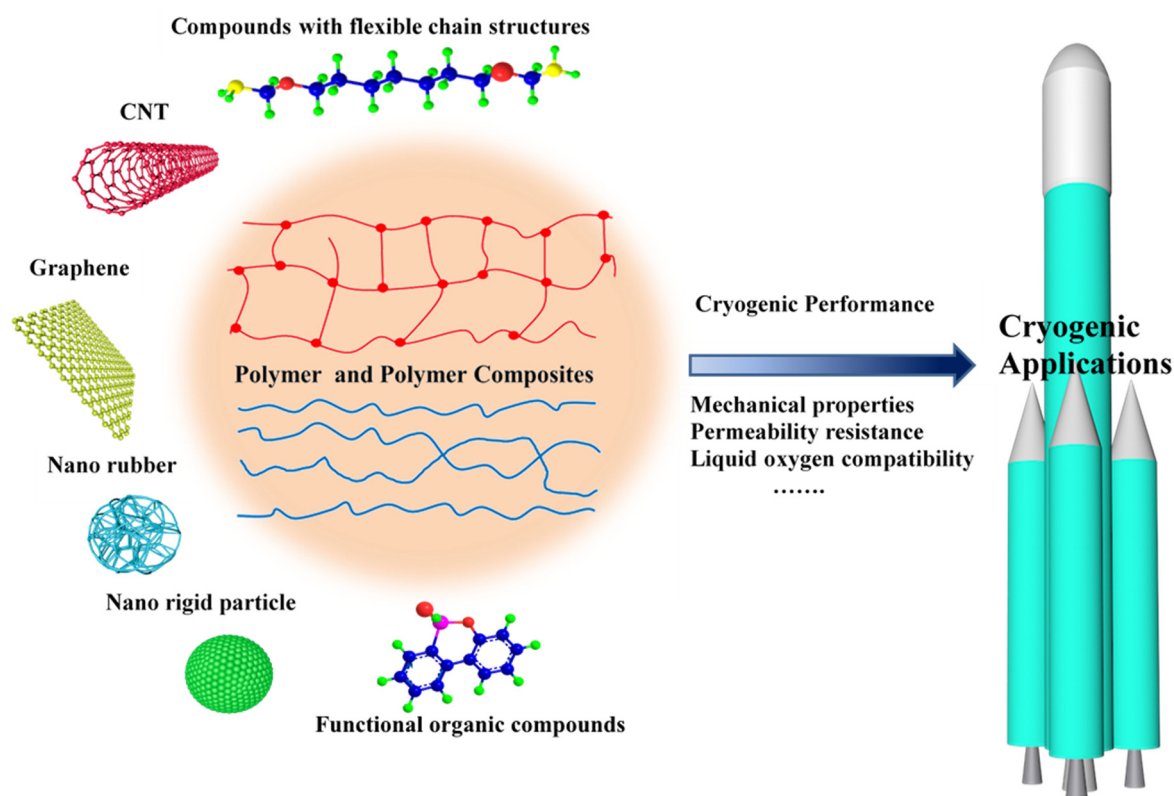 Compounds with flexible chain structures
CNT
Graphene
Nano rubber
Nano rigid particle
Functional organic compounds
Polymer and Polymer Composites
Cryogenic Performance
Mechanical properties
Permeability resistance
Liquid oxygen compatibility
.......
Cryogenic
Applications